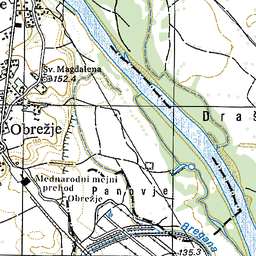 e
Sv. Magdalena
152.4
Obrežje
Draš
Mednarodni mejni
prehod
Obrežje
Panovje
Bregana
135.3